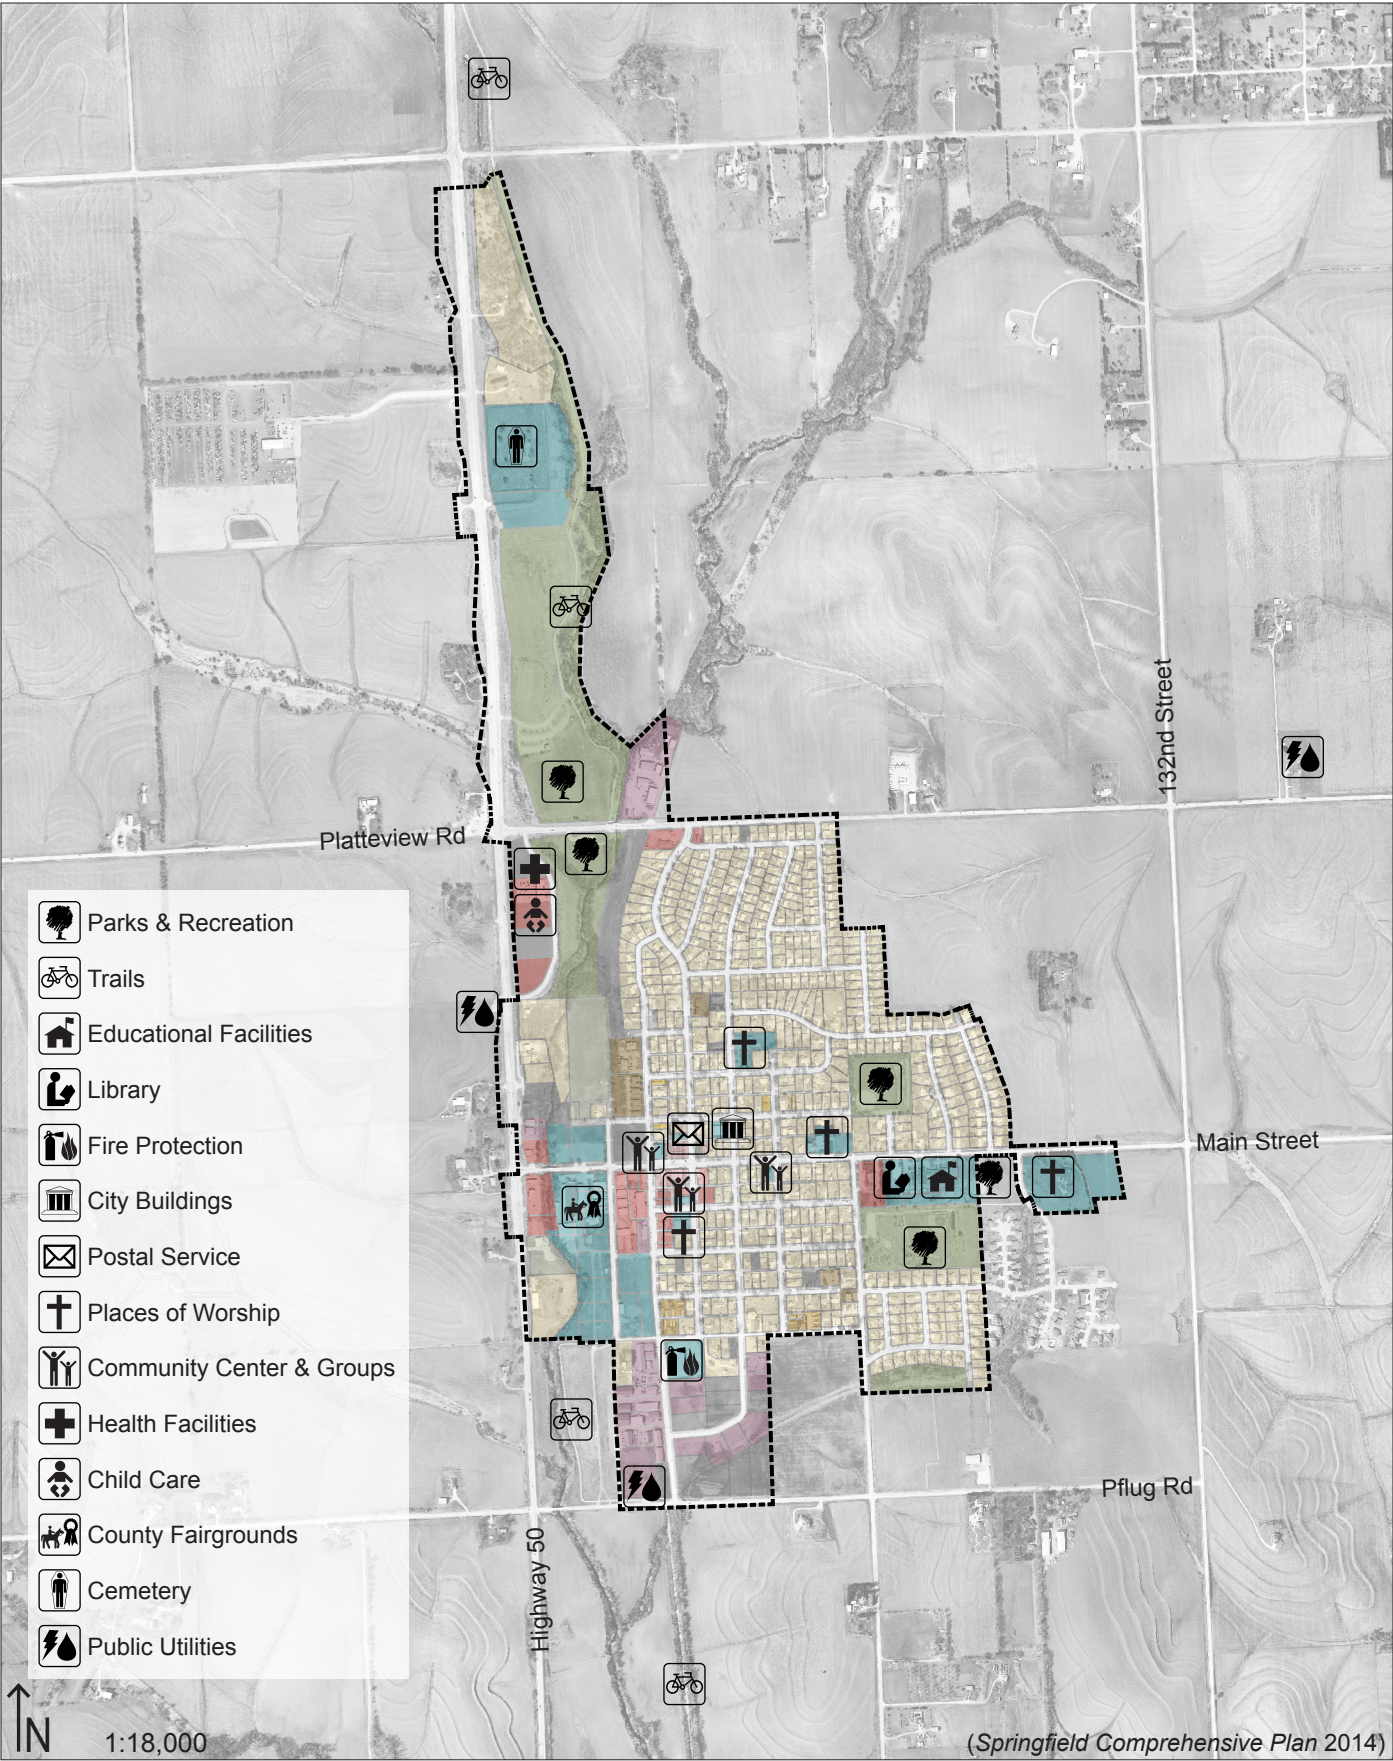 132nd Street
Platteview Rd
Main Street
Pflug Rd
Highway 50
Parks & Recreation
Trails
Educational Facilities
Library
Fire Protection
City Buildings
Postal Service
Places of Worship
Community Center & Groups
Health Facilities
Child Care
County Fairgrounds
Cemetery
Public Utilities
N
1:18,000
(Springfield Comprehensive Plan 2014)